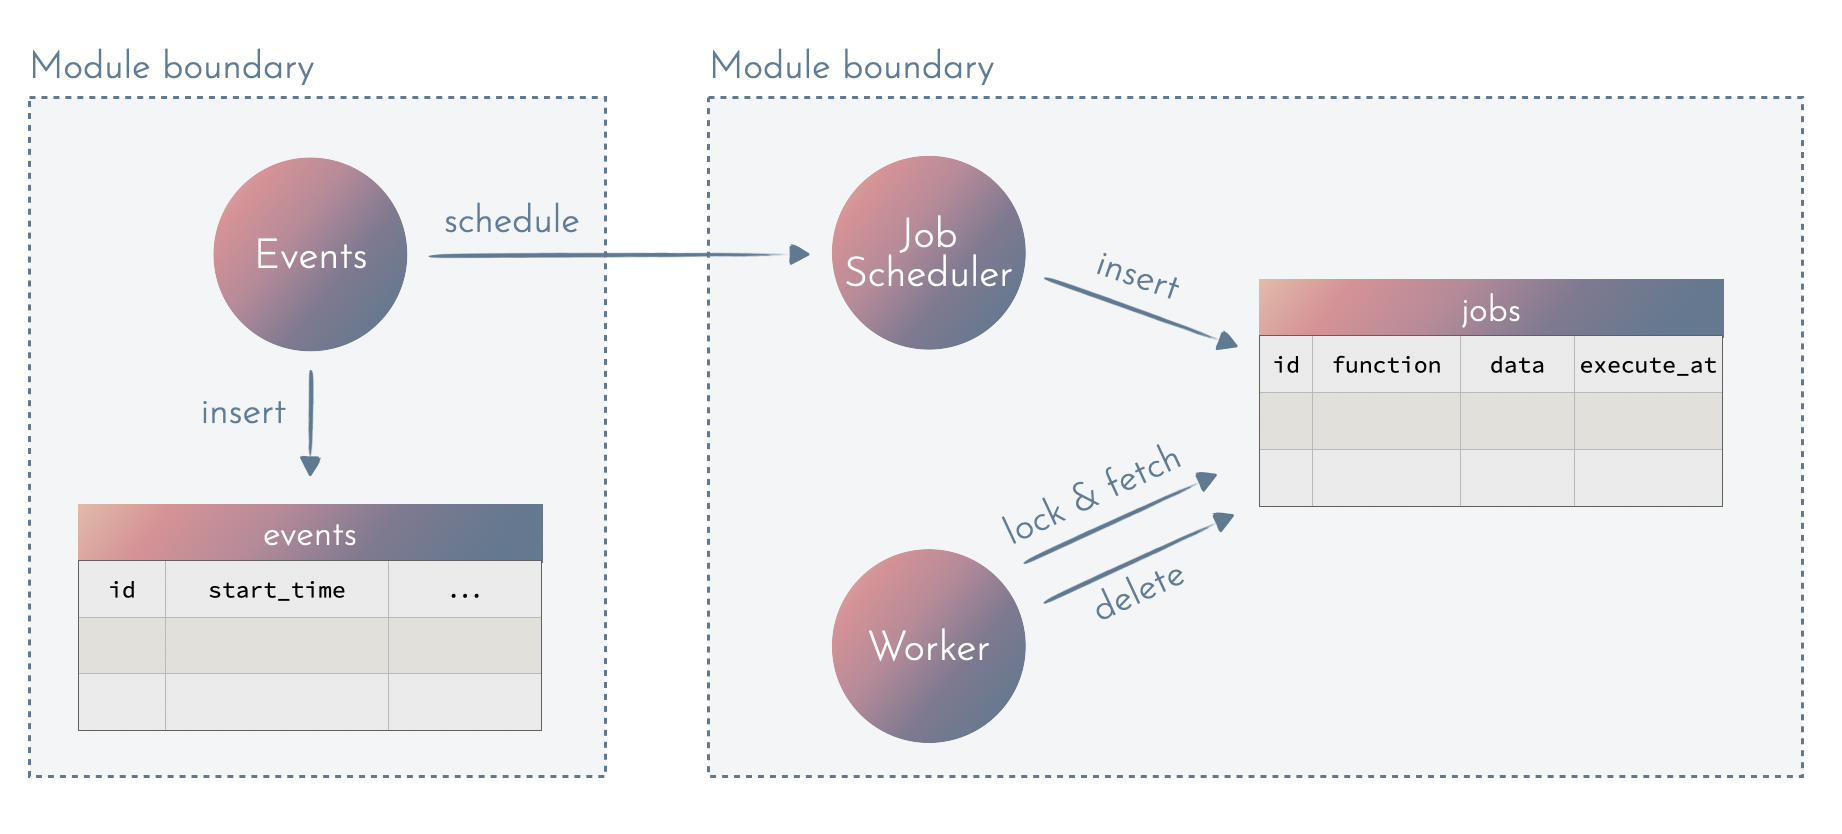 Module boundary
Events
schedule
insert
events
id start_time ...
Module boundary
Job
Scheduler
insert
jobs
id function data execute_at
lock & fetch
delete
Worker